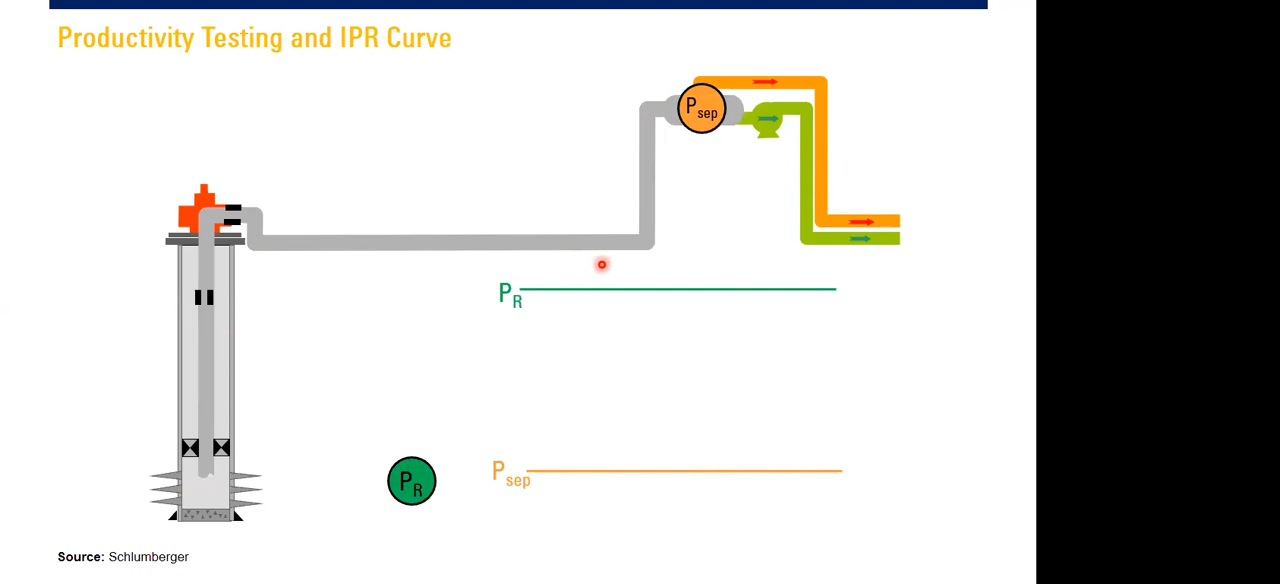 Productivity Testing and IPR Curve
Psep
PR
PR
Psep
Source: Schlumberger